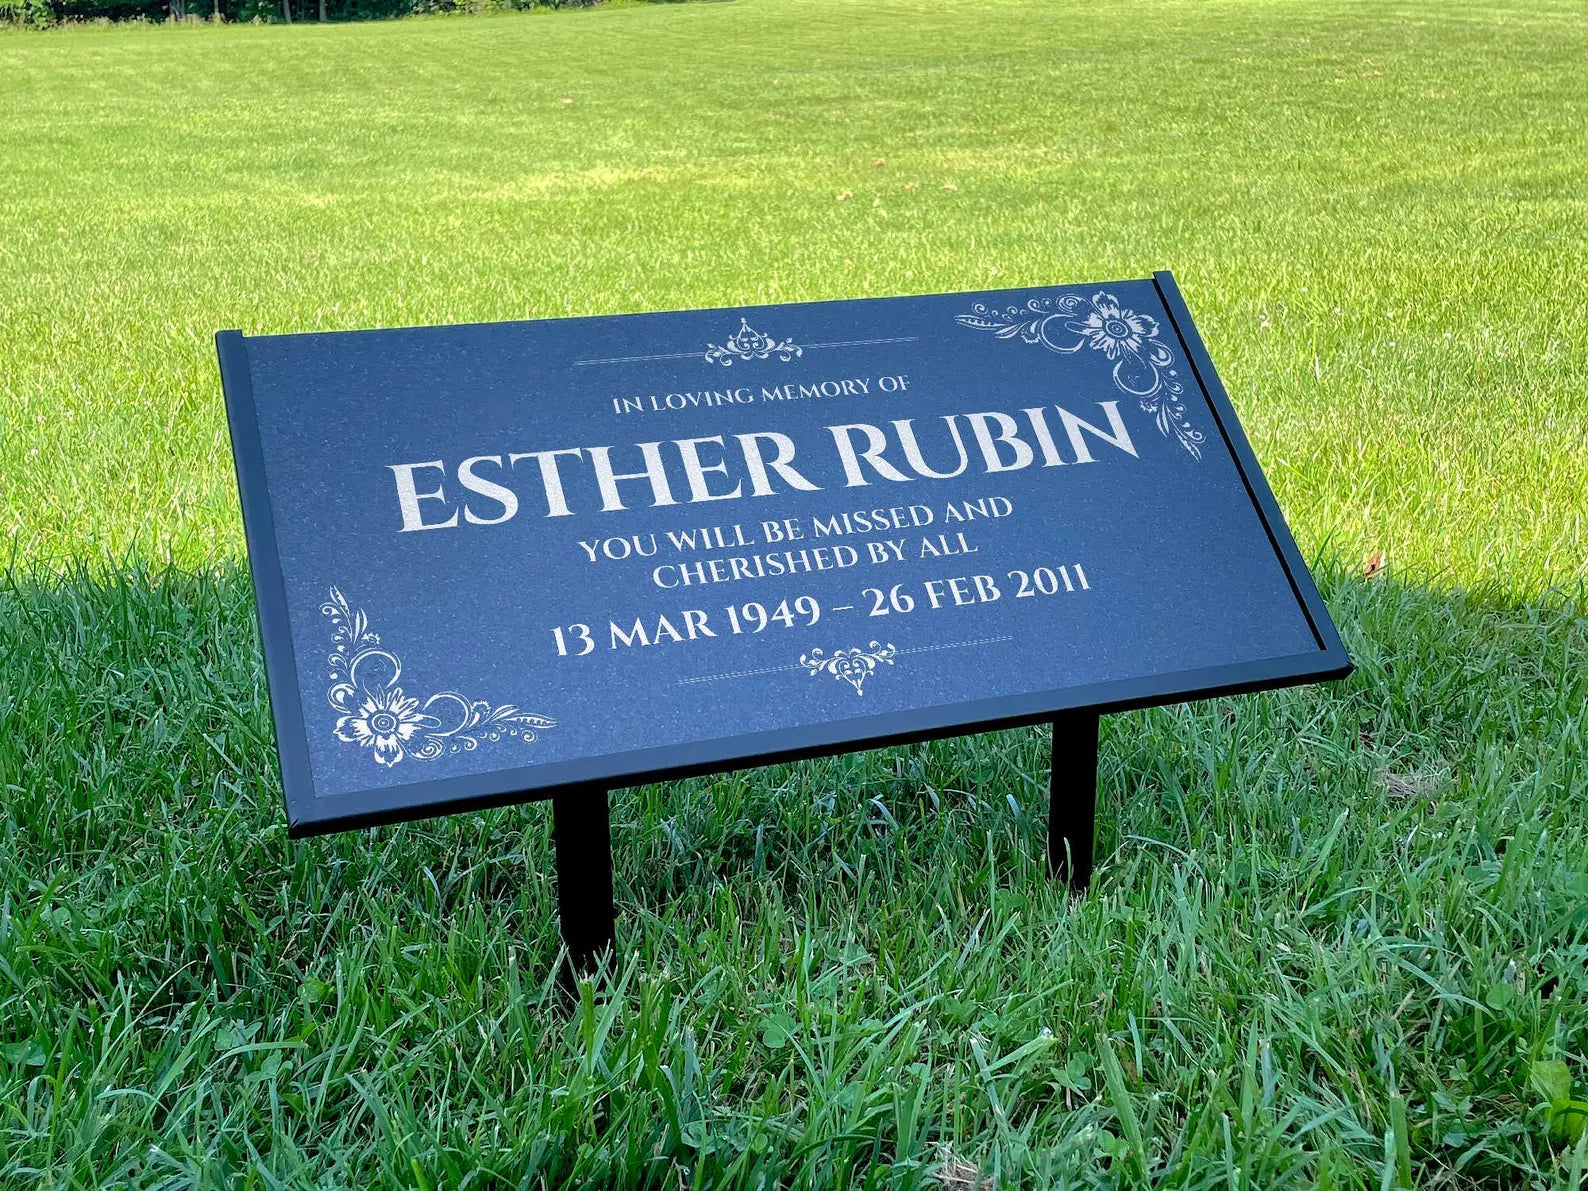 IN LOVING MEMORY OF
ESTHER RUBIN
YOU WILL BE MISSED AND
CHERISHED BY ALL
13 MAR 1949 – 26 FEB 2011